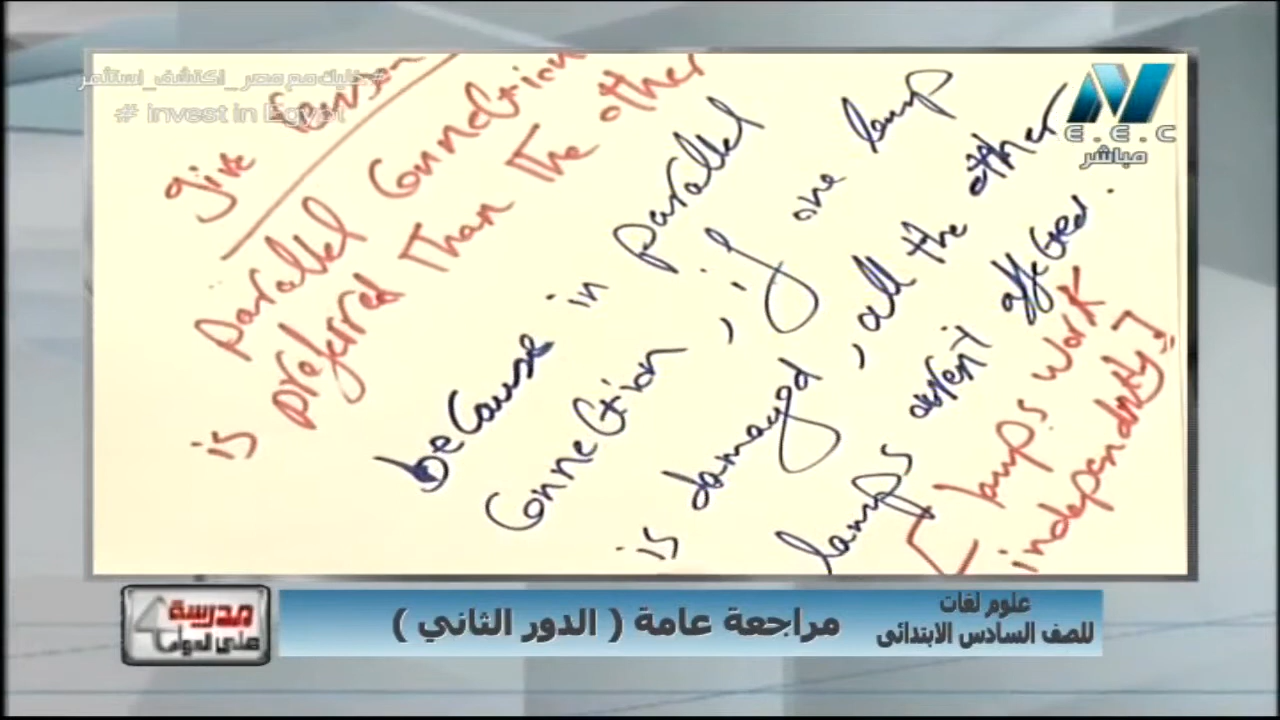 #خليك_مع_مصر_اكتشف_استثمر
# invest in Egypt
E.E.C
مباشر
give reason
parallel Connection
is preferred Than The other
because in parallel
Connection, if one lamp
is damaged, all the other
lamps aren't affected.
[lamps work
independently]
مدرسة
على الهواء
4
مراجعة عامة ( الدور الثاني )
علوم لغات
للصف السادس الابتدائى